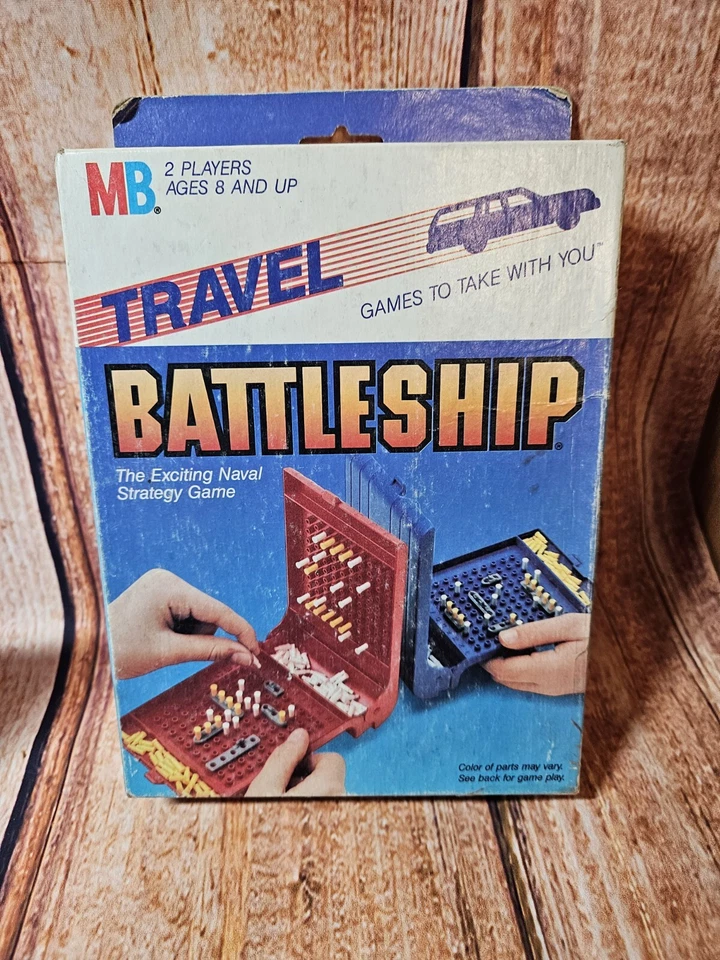 MB®
2 PLAYERS
AGES 8 AND UP
TRAVEL
GAMES TO TAKE WITH YOU™
BATTLESHIP®
The Exciting Naval
Strategy Game
Color of parts may vary.
See back for game play.